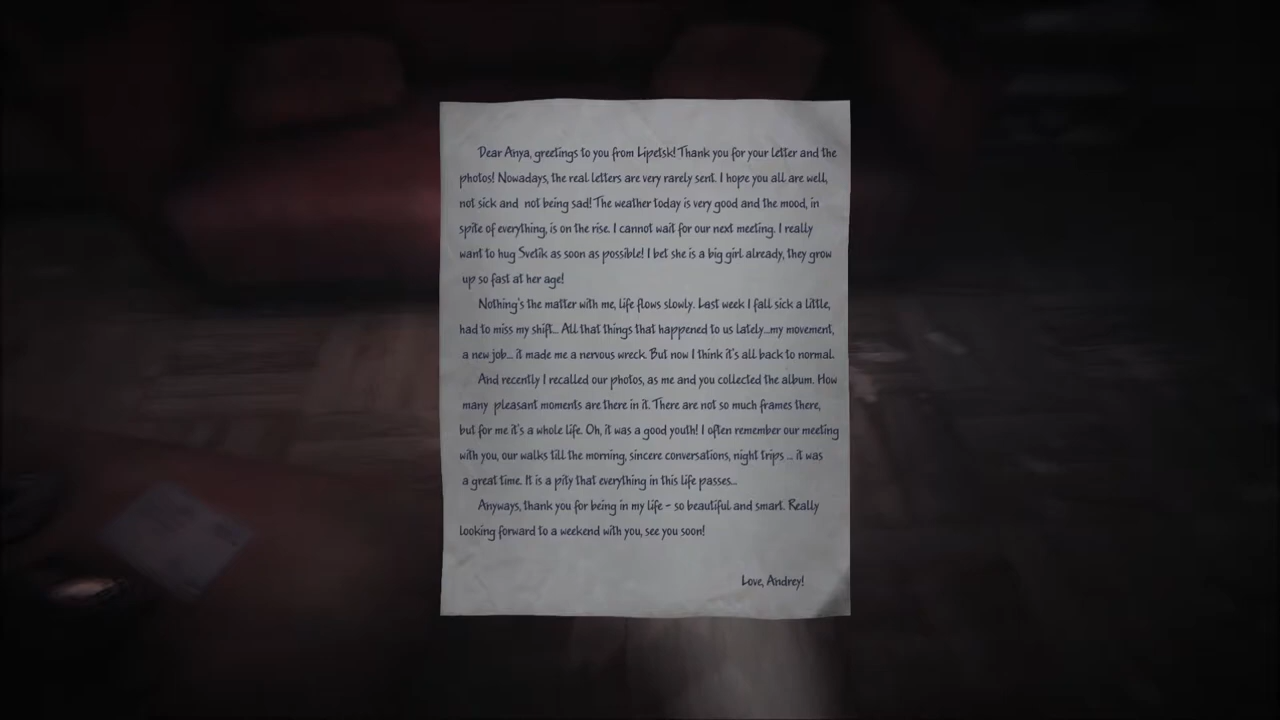 Dear Anya, greetings to you from Lipetsk! Thank you for your letter and the
photos! Nowadays, the real letters are very rarely sent. I hope you all are well,
not sick and not being sad! The weather today is very good and the mood, in
spite of everything, is on the rise. I cannot wait for our next meeting. I really
want to hug Svetik as soon as possible! I bet she is a big girl already, they grow
up so fast at her age!
Nothing's the matter with me, life flows slowly. Last week I fall sick a little,
had to miss my shift... All that things that happened to us lately...my movement,
a new job... it made me a nervous wreck. But now I think it's all back to normal.
And recently I recalled our photos, as me and you collected the album. How
many pleasant moments are there in it. There are not so much frames there,
but for me it's a whole life. Oh, it was a good youth! I often remember our meeting
with you, our walks till the morning, sincere conversations, night trips ... it was
a great time. It is a pity that everything in this life passes...
Anyways, thank you for being in my life - so beautiful and smart. Really
looking forward to a weekend with you, see you soon!
Love, Andrey!